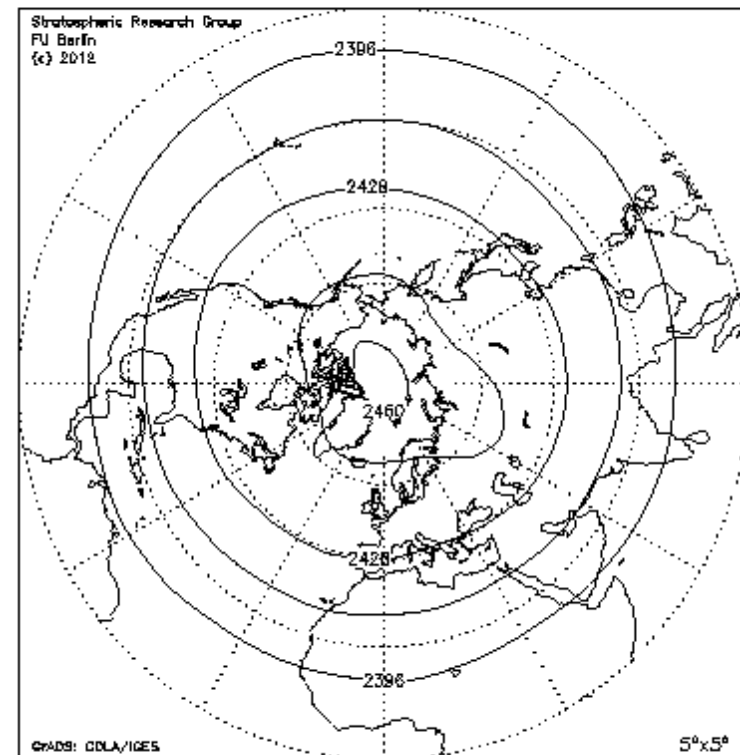 Stratospheric Research Group
FU Berlin
(c) 2012
2396
2428
2460
2428
2396
GrADS: COLA/IGES
5°x5°